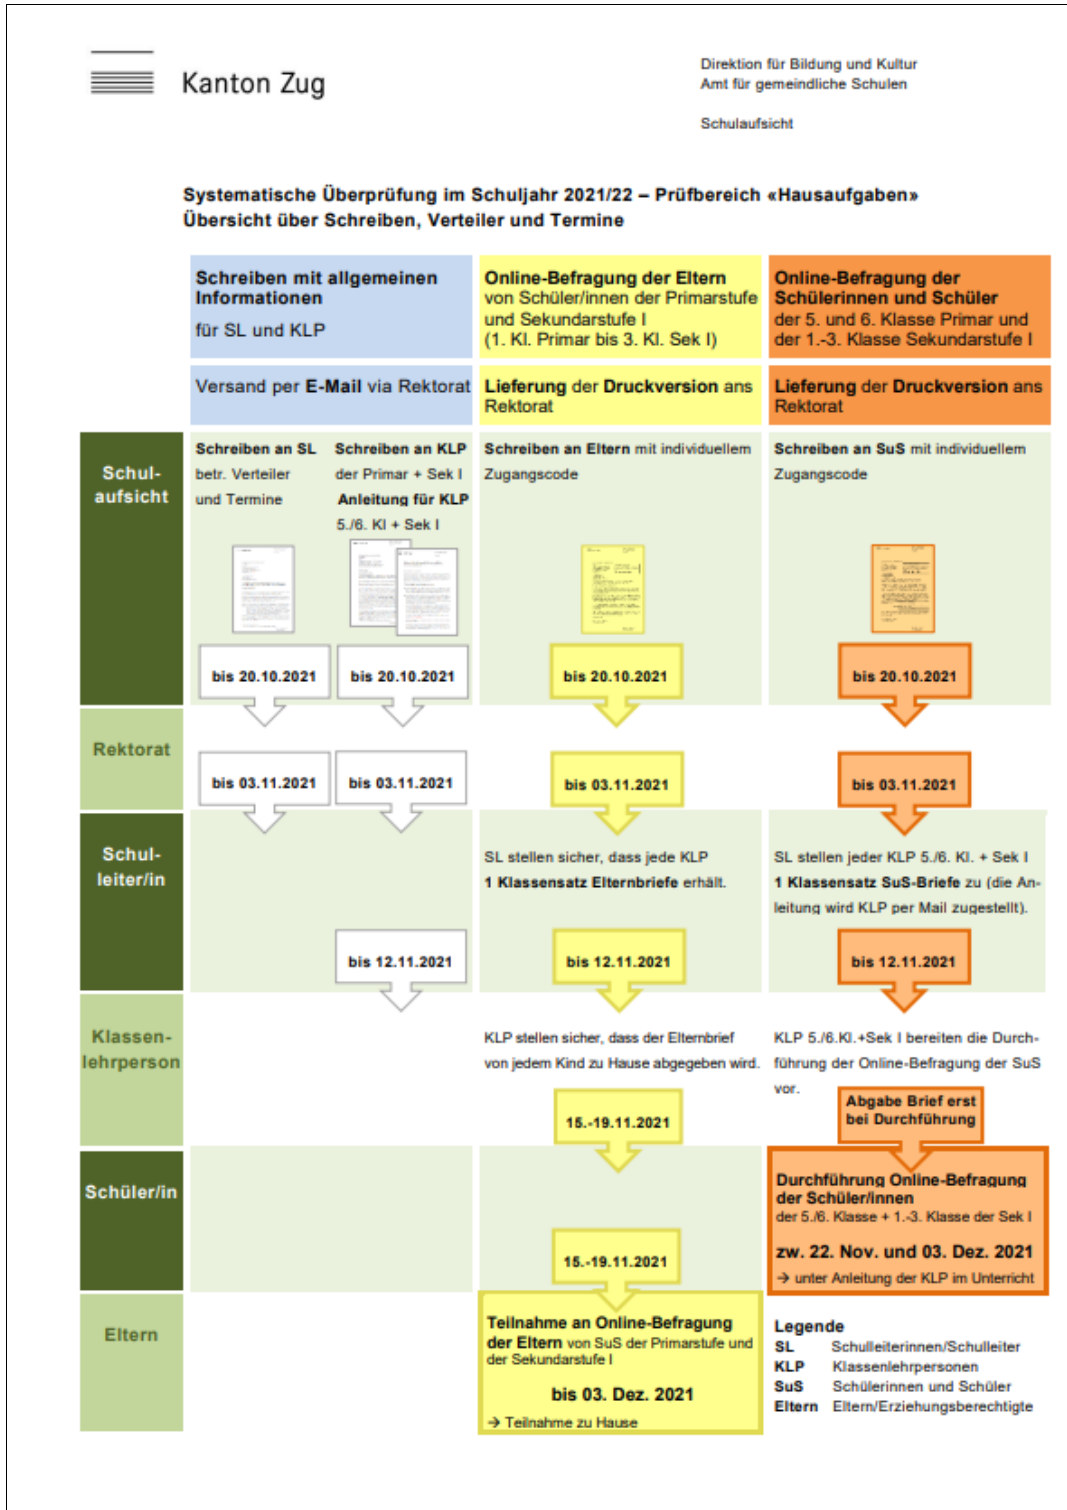 Kanton Zug
Direktion für Bildung und Kultur
Amt für gemeindliche Schulen
Schulaufsicht
Systematische Überprüfung im Schuljahr 2021/22 – Prüfbereich «Hausaufgaben»
Übersicht über Schreiben, Verteiler und Termine
Schreiben mit allgemeinen
Informationen
für SL und KLP
Online-Befragung der Eltern
von Schüler/innen der Primarstufe
und Sekundarstufe I
(1. Kl. Primar bis 3. Kl. Sek I)
Online-Befragung der
Schülerinnen und Schüler
der 5. und 6. Klasse Primar und
der 1.-3. Klasse Sekundarstufe I
Versand per E-Mail via Rektorat
Lieferung der Druckversion ans
Rektorat
Lieferung der Druckversion ans
Rektorat
Schul-
aufsicht
Schreiben an SL
betr. Verteiler
und Termine
Schreiben an KLP
der Primar + Sek I
Anleitung für KLP
5./6. Kl + Sek I
Schreiben an Eltern mit individuellem
Zugangscode
Schreiben an SuS mit individuellem
Zugangscode
bis 20.10.2021
bis 20.10.2021
bis 20.10.2021
bis 20.10.2021
Rektorat
bis 03.11.2021
bis 03.11.2021
bis 03.11.2021
bis 03.11.2021
Schul-
leiter/in
SL stellen sicher, dass jede KLP
1 Klassensatz Elternbriefe erhält.
SL stellen jeder KLP 5./6. Kl. + Sek I
1 Klassensatz SuS-Briefe zu (die An-
leitung wird KLP per Mail zugestellt).
bis 12.11.2021
bis 12.11.2021
bis 12.11.2021
Klassen-
lehrperson
KLP stellen sicher, dass der Elternbrief
von jedem Kind zu Hause abgegeben wird.
KLP 5./6.Kl.+Sek I bereiten die Durch-
führung der Online-Befragung der SuS
vor.
15.-19.11.2021
Abgabe Brief erst
bei Durchführung
Schüler/in
15.-19.11.2021
Durchführung Online-Befragung
der Schüler/innen
der 5./6. Klasse + 1.-3. Klasse der Sek I
zw. 22. Nov. und 03. Dez. 2021
→ unter Anleitung der KLP im Unterricht
Eltern
Teilnahme an Online-Befragung
der Eltern von SuS der Primarstufe und
der Sekundarstufe I
bis 03. Dez. 2021
→ Teilnahme zu Hause
Legende
SL Schulleiterinnen/Schulleiter
KLP Klassenlehrpersonen
SuS Schülerinnen und Schüler
Eltern Eltern/Erziehungsberechtigte